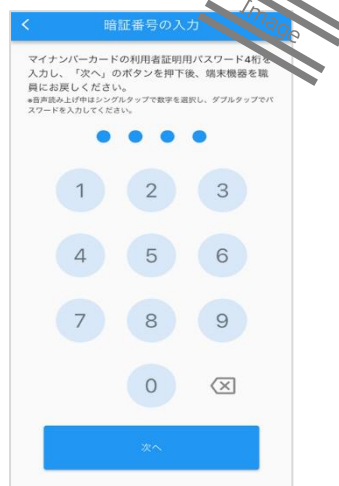 暗証番号の入力
Image
マイナンバーカードの利用者証明用パスワード4桁を
入力し、「次へ」のボタンを押下後、端末機器を職
員にお戻しください。
※音声読み上げ中はシングルタップで数字を選択し、ダブルタップでパ
スワードを入力してください。
1 2 3
4 5 6
7 8 9
0
次へ